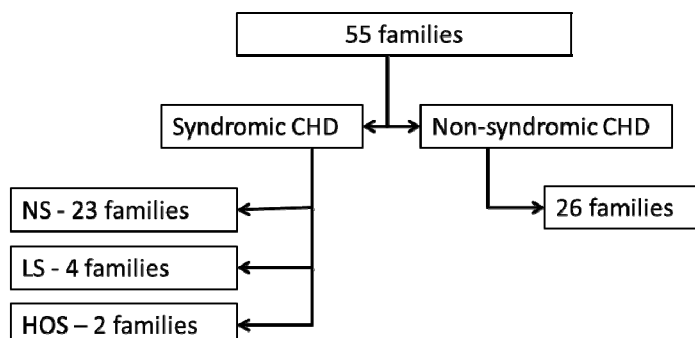 55 families
Syndromic CHD
Non-syndromic CHD
NS - 23 families
26 families
LS - 4 families
HOS – 2 families